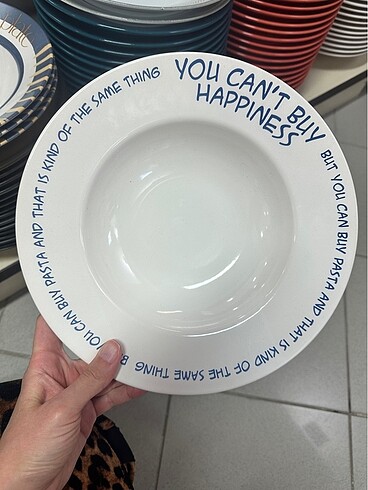 YOU CAN'T BUY
HAPPINESS
BUT YOU CAN BUY PASTA AND THAT IS KIND OF THE SAME THING
YOU CAN BUY PASTA AND THAT IS KIND OF THE SAME THING